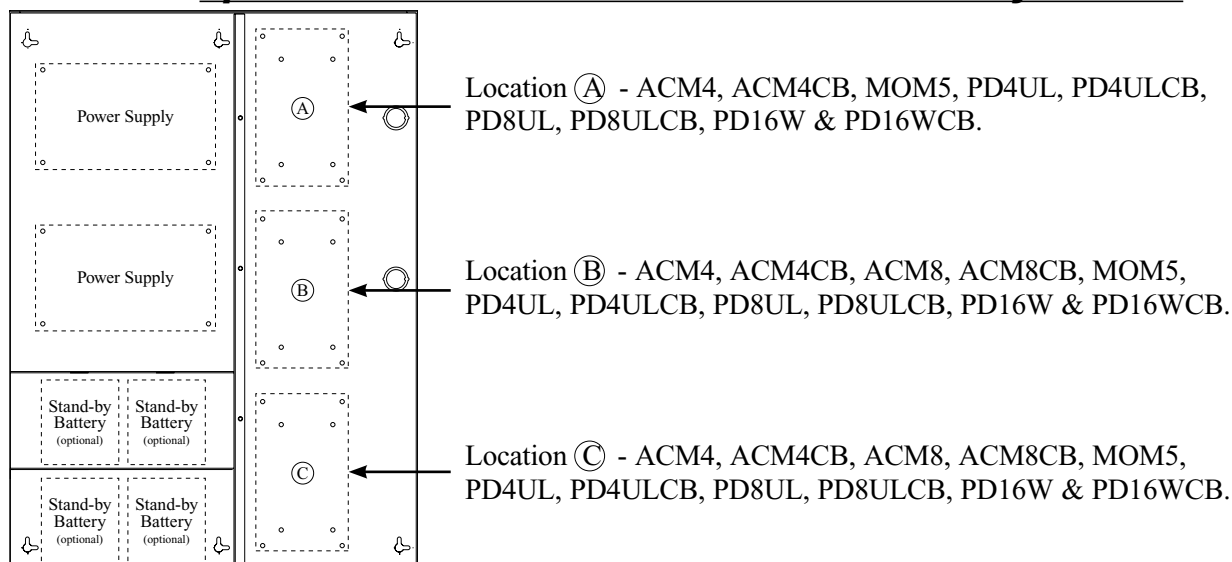 Power Supply
Power Supply
Stand-by
Battery
(optional)
Stand-by
Battery
(optional)
Stand-by
Battery
(optional)
Stand-by
Battery
(optional)
A
B
C
Location Ⓐ - ACM4, ACM4CB, MOM5, PD4UL, PD4ULCB,
PD8UL, PD8ULCB, PD16W & PD16WCB.
Location Ⓑ - ACM4, ACM4CB, ACM8, ACM8CB, MOM5,
PD4UL, PD4ULCB, PD8UL, PD8ULCB, PD16W & PD16WCB.
Location Ⓒ - ACM4, ACM4CB, ACM8, ACM8CB, MOM5,
PD4UL, PD4ULCB, PD8UL, PD8ULCB, PD16W & PD16WCB.